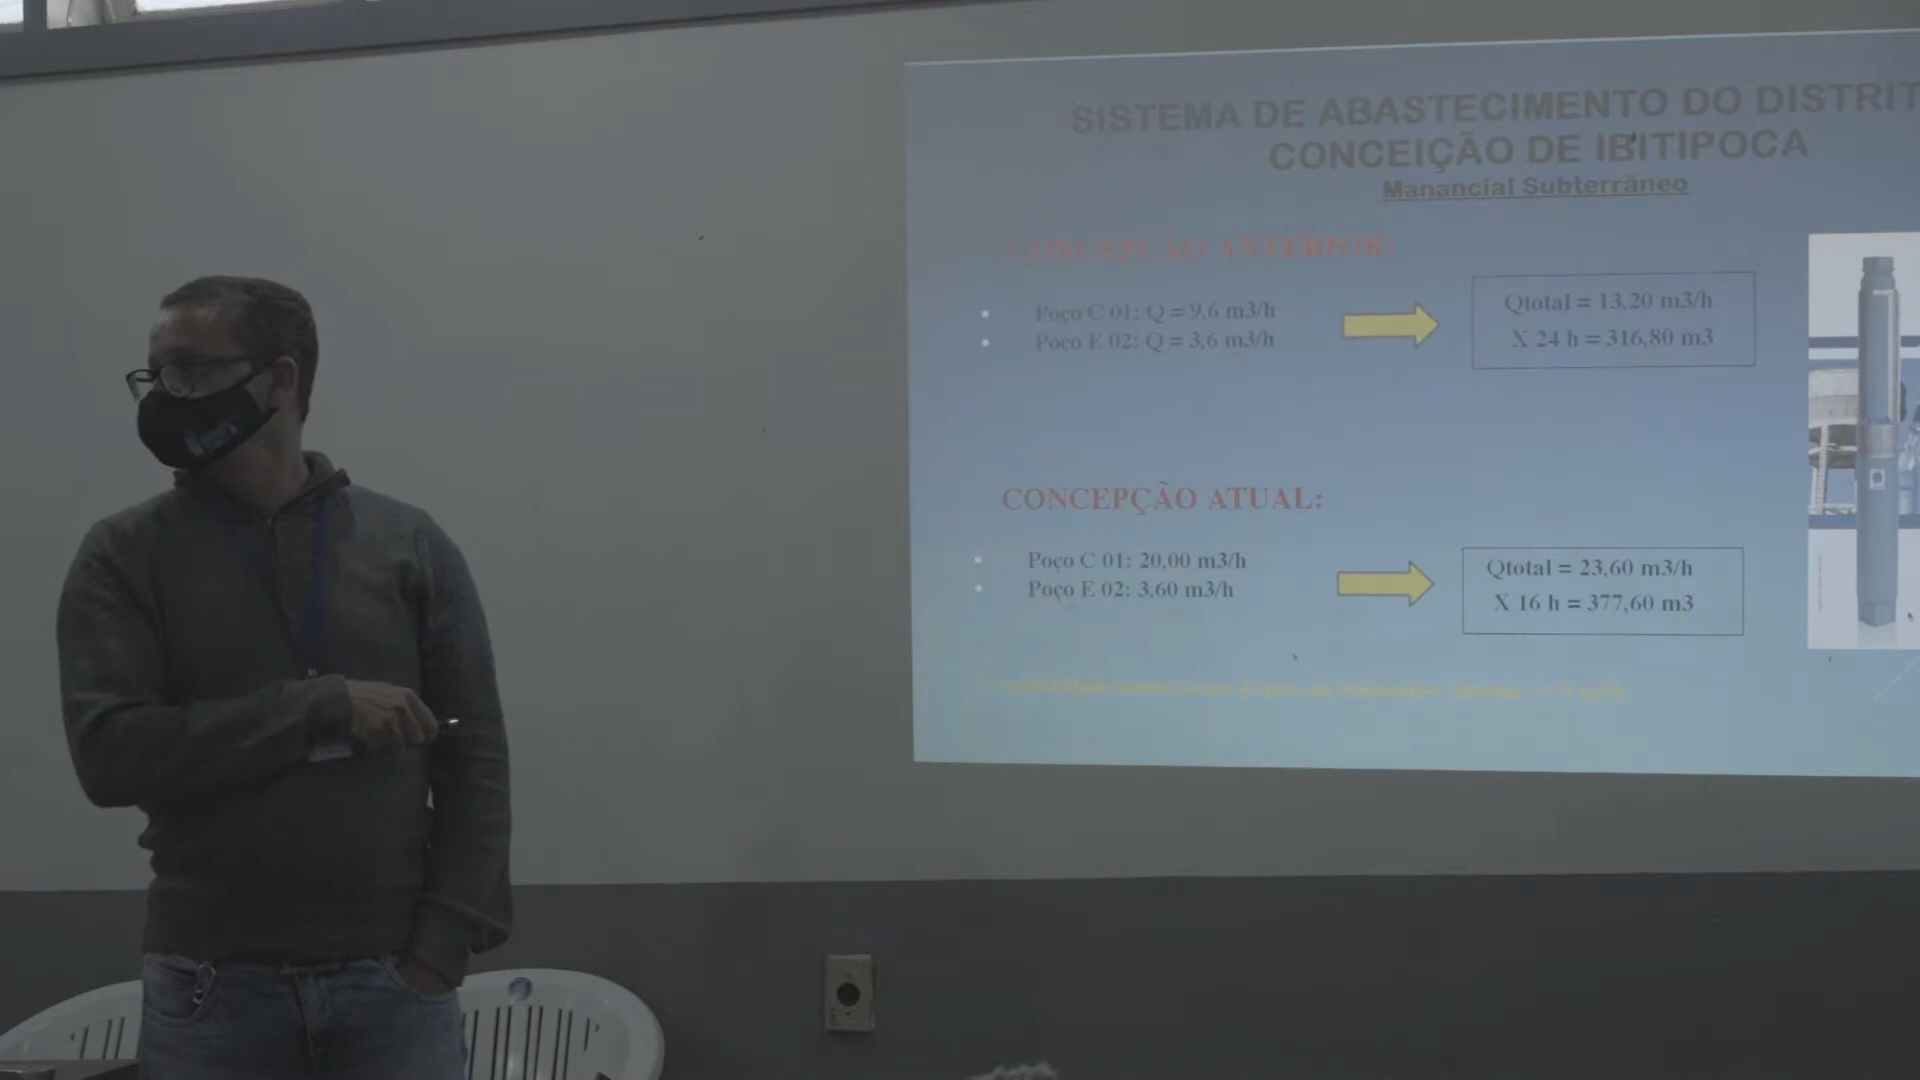 SISTEMA DE ABASTECIMENTO DO DISTRIT
CONCEIÇÃO DE IBITIPOCA
Manancial Subterrâneo
CONCEPÇÃO ANTERIOR:
Poço C 01: Q = 9,6 m3/h
Poço E 02: Q = 3,6 m3/h
Qtotal = 13,20 m3/h
X 24 h = 316,80 m3
CONCEPÇÃO ATUAL:
Poço C 01: 20,00 m3/h
Poço E 02: 3,60 m3/h
Qtotal = 23,60 m3/h
X 16 h = 377,60 m3